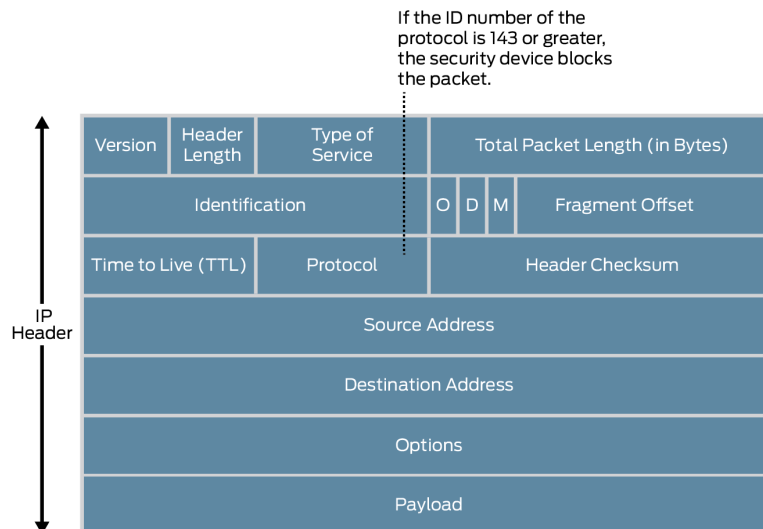 If the ID number of the
protocol is 143 or greater,
the security device blocks
the packet.
Version
Header
Length
Type of
Service
Total Packet Length (in Bytes)
Identification
O
D
M
Fragment Offset
Time to Live (TTL)
Protocol
Header Checksum
IP
Header
Source Address
Destination Address
Options
Payload